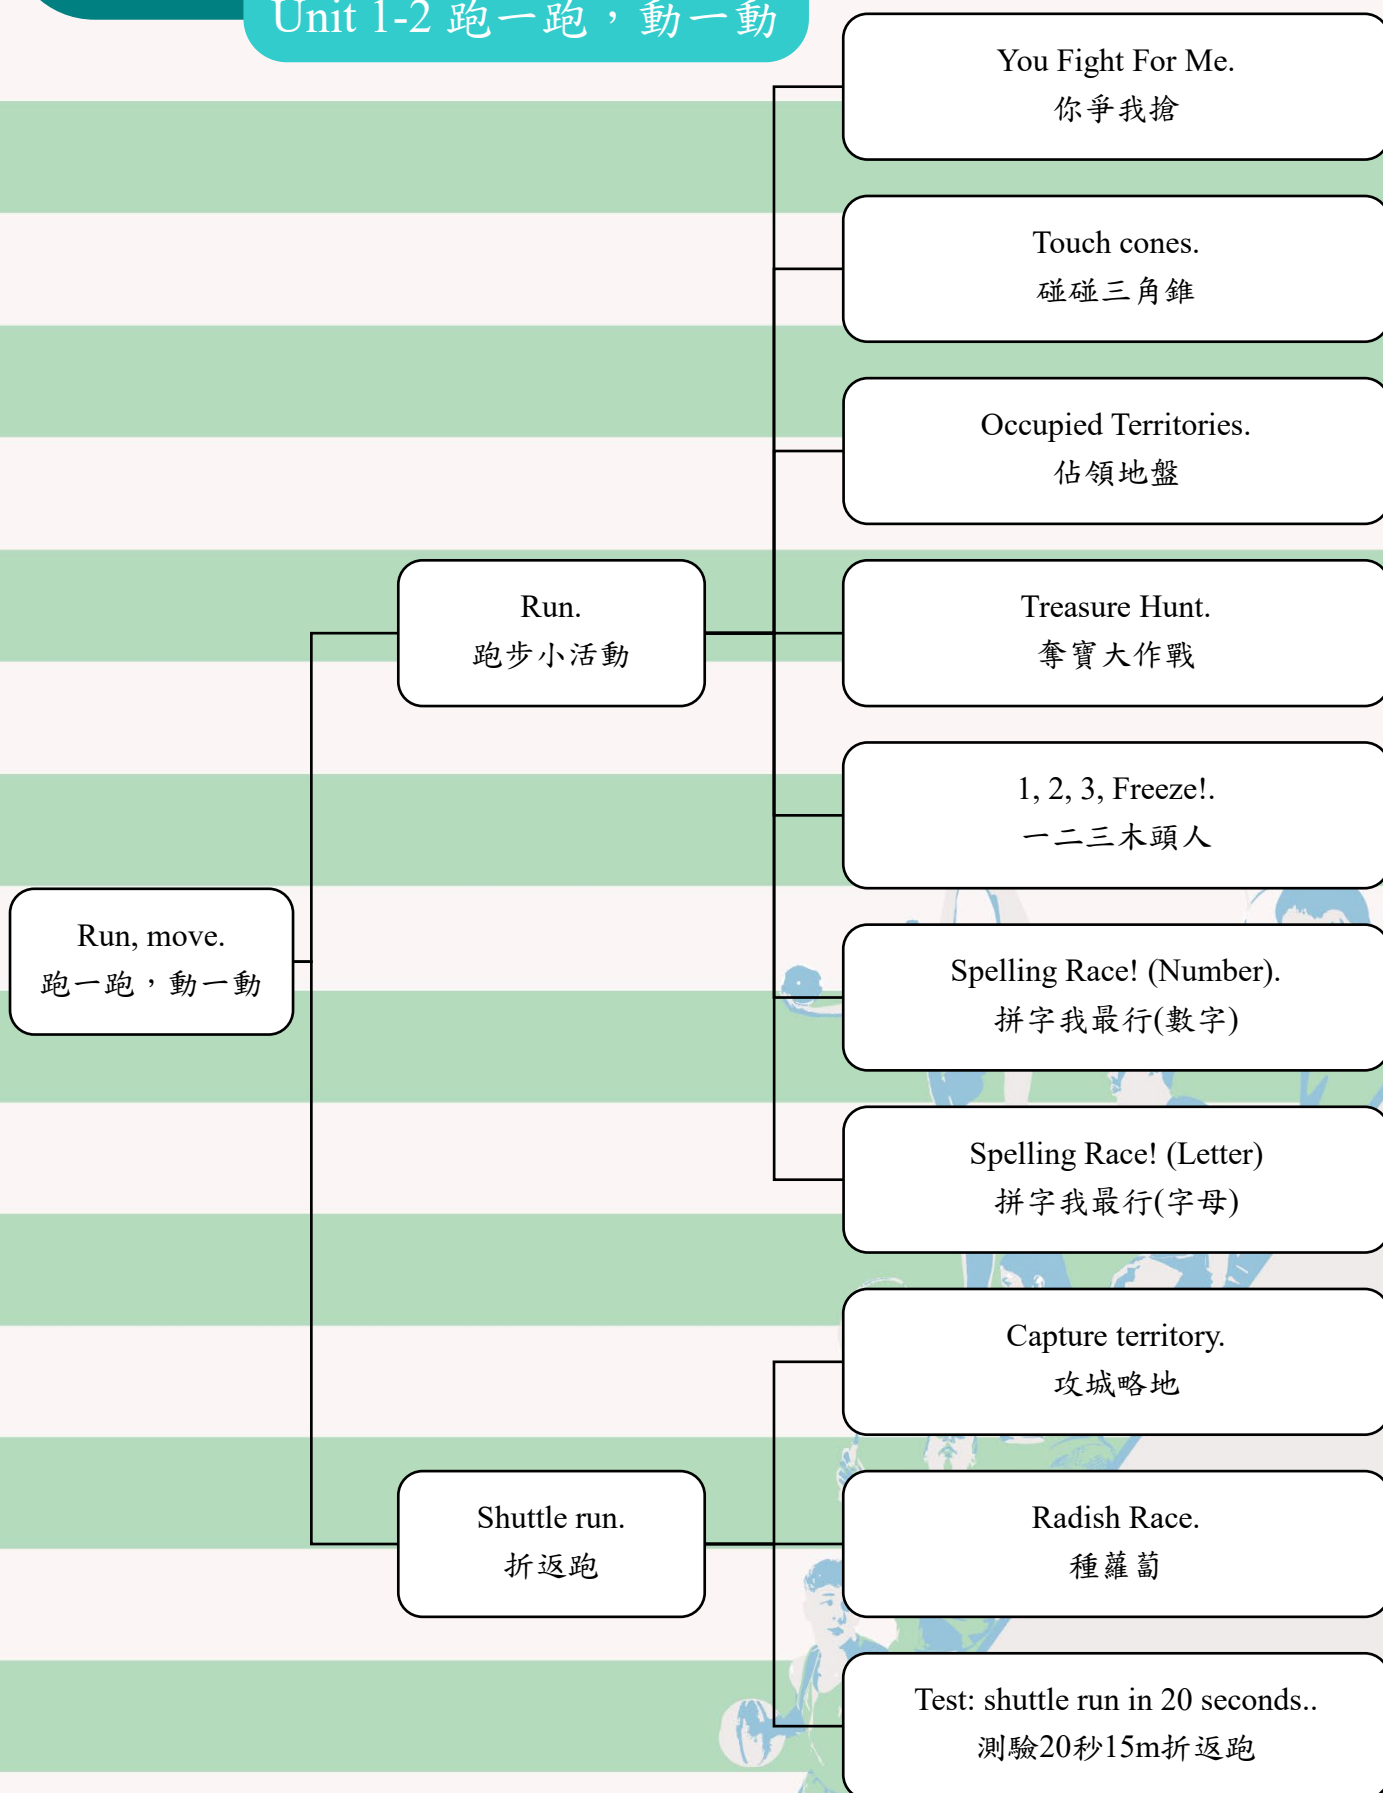 Unit 1-2 跑一跑，動一動
You Fight For Me.
你爭我搶
Touch cones.
碰碰三角錐
Occupied Territories.
佔領地盤
Run.
跑步小活動
Treasure Hunt.
奪寶大作戰
1, 2, 3, Freeze!.
一二三木頭人
Run, move.
跑一跑，動一動
Spelling Race! (Number).
拼字我最行(數字)
Spelling Race! (Letter)
拼字我最行(字母)
Capture territory.
攻城略地
Shuttle run.
折返跑
Radish Race.
種蘿蔔
Test: shuttle run in 20 seconds..
測驗20秒15m折返跑